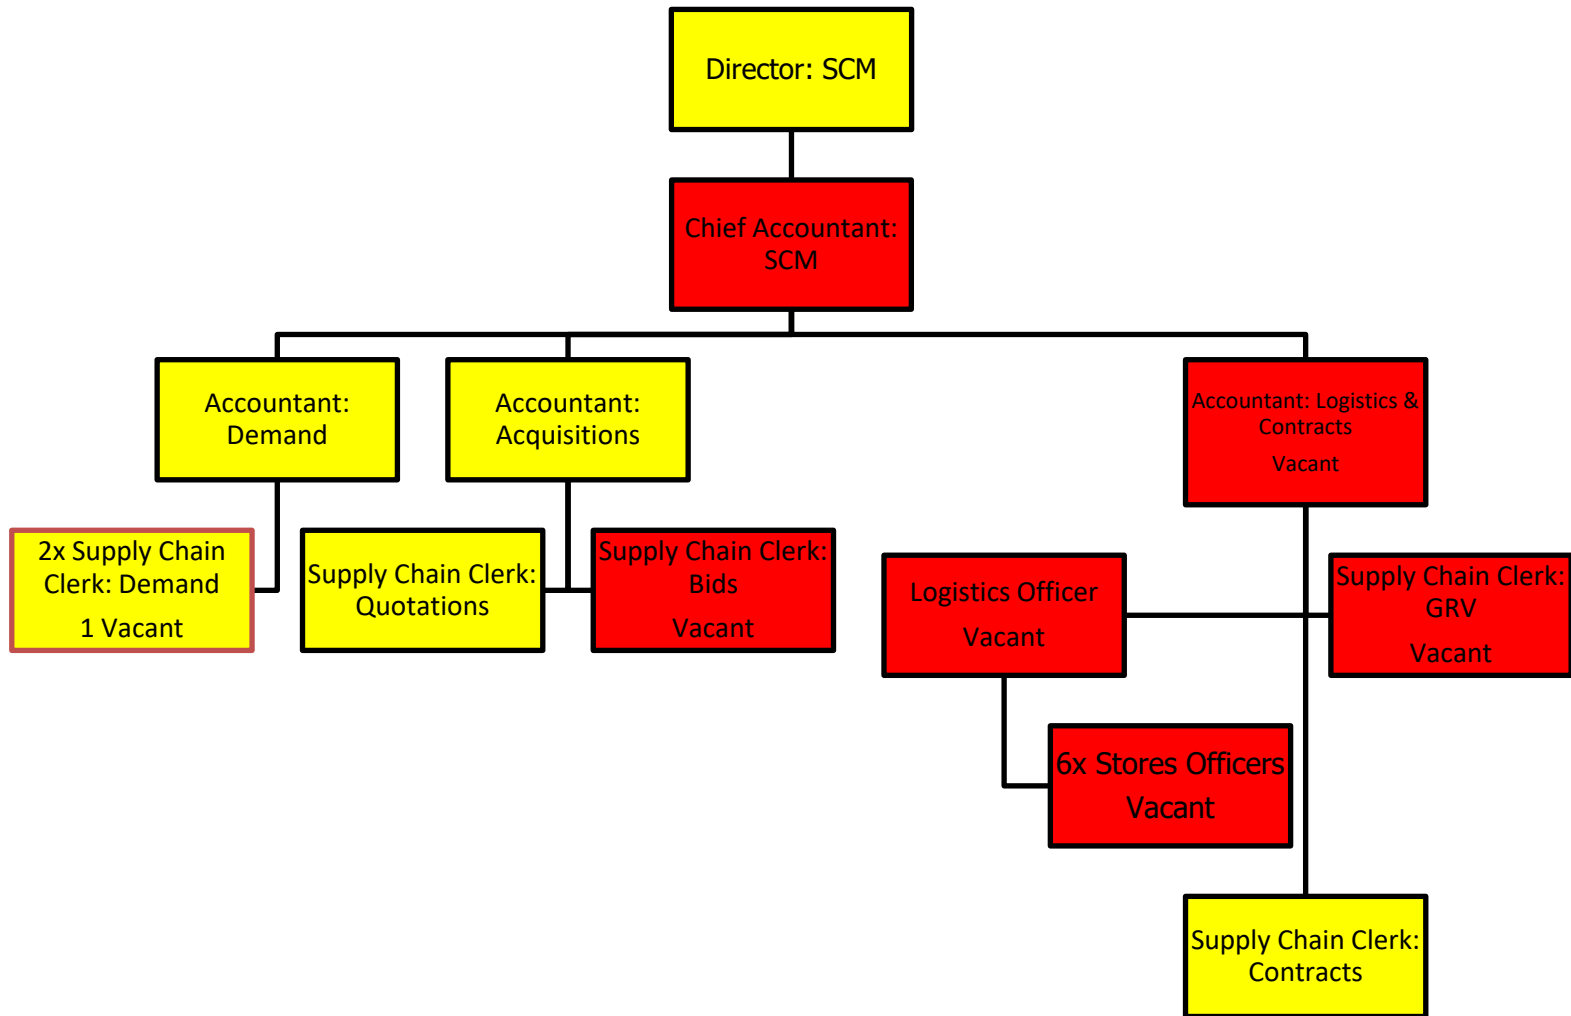 Director: SCM
Chief Accountant:
SCM
Accountant:
Demand
Accountant:
Acquisitions
Accountant: Logistics &
Contracts
Vacant
2x Supply Chain
Clerk: Demand
1 Vacant
Supply Chain Clerk:
Quotations
Supply Chain Clerk:
Bids
Vacant
Logistics Officer
Vacant
Supply Chain Clerk:
GRV
Vacant
6x Stores Officers
Vacant
Supply Chain Clerk:
Contracts